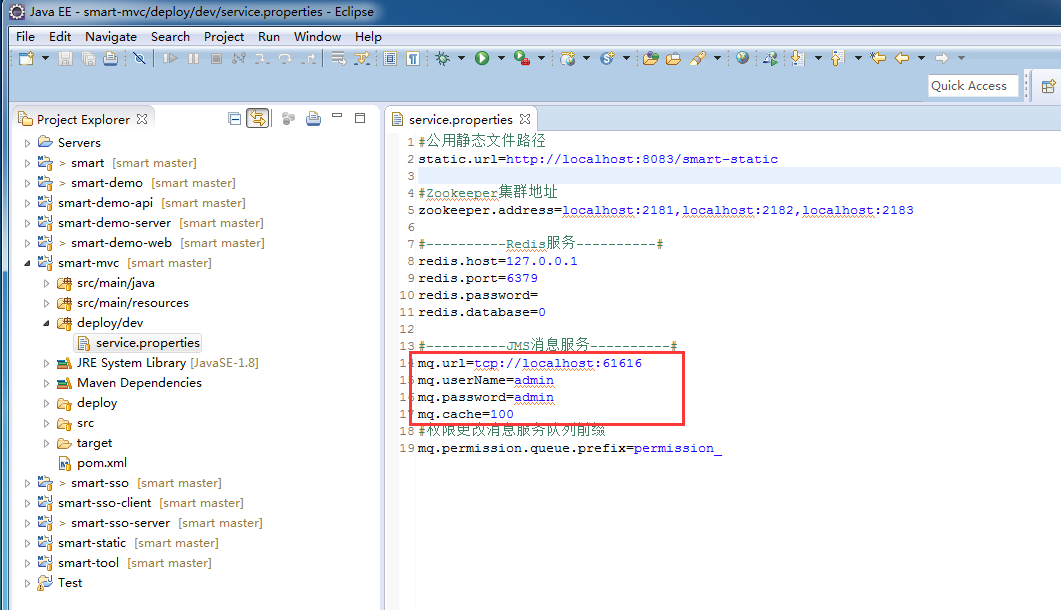 Java EE - smart-mvc/deploy/dev/service.properties - Eclipse
File Edit Navigate Search Project Run Window Help
Quick Access
Project Explorer
Servers
> smart [smart master]
> smart-demo [smart master]
smart-demo-api [smart master]
smart-demo-server [smart master]
> smart-demo-web [smart master]
smart-mvc [smart master]
src/main/java
src/main/resources
deploy/dev
service.properties
JRE System Library [JavaSE-1.8]
Maven Dependencies
deploy
src
target
pom.xml
> smart-sso [smart master]
smart-sso-client [smart master]
> smart-sso-server [smart master]
smart-static [smart master]
smart-tool [smart master]
Test
service.properties
1 #公用静态文件路径
2 static.url=http://localhost:8083/smart-static
3
4 #Zookeeper集群地址
5 zookeeper.address=localhost:2181,localhost:2182,localhost:2183
6
7 #----------Redis服务----------#
8 redis.host=127.0.0.1
9 redis.port=6379
10 redis.password=
11 redis.database=0
12
13 #----------JMS消息服务----------#
14 mq.url=tcp://localhost:61616
15 mq.userName=admin
16 mq.password=admin
17 mq.cache=100
18 #权限更改消息服务队列前缀
19 mq.permission.queue.prefix=permission_